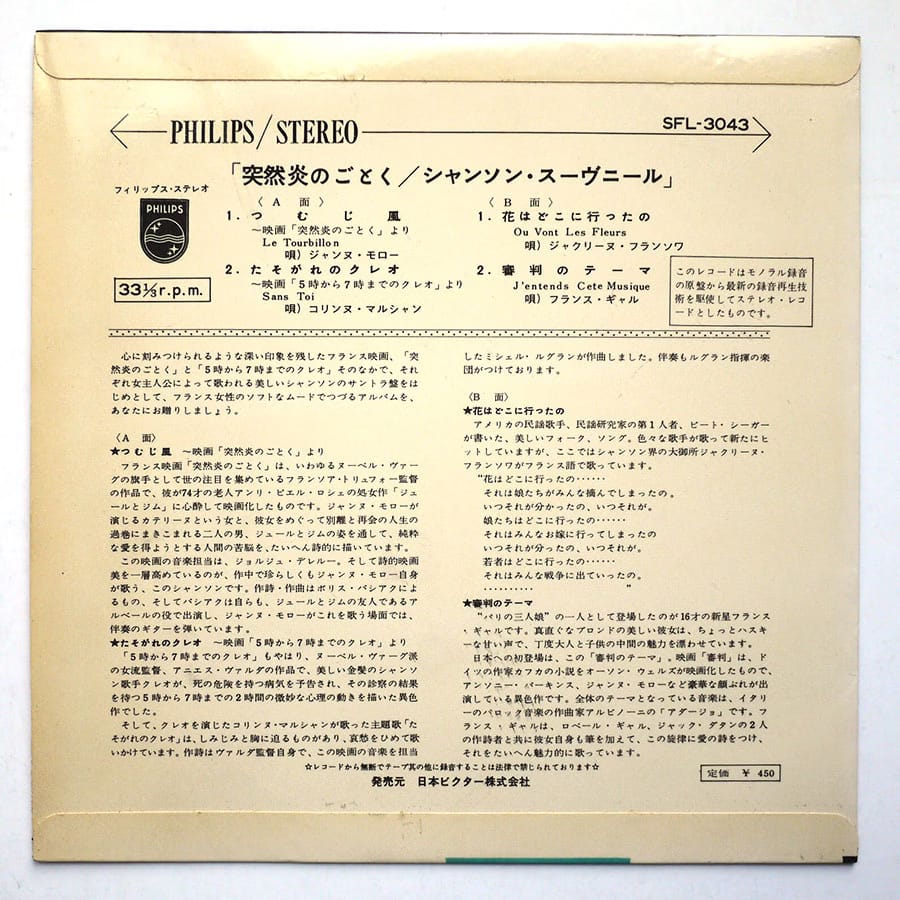 PHILIPS/STEREO
SFL-3043
「突然炎のごとく/シャンソン・スーヴニール」
フィリップス・ステレオ
PHILIPS
33⅓r.p.m.
〈A 面〉
1. つむじ風
~映画「突然炎のごとく」より
Le Tourbillon
唄)ジャンヌ・モロー
2. たそがれのクレオ
~映画「5時から7時までのクレオ」より
Sans Toi
唄)コリンヌ・マルシャン
〈B 面〉
1. 花はどこに行ったの
Ou Vont Les Fleurs
唄)ジャクリーヌ・フランソワ
2. 審判のテーマ
J'entends Cete Musique
唄)フランス・ギャル
このレコードはモノラル録音
の原盤から最新の録音再生技
術を駆使してステレオ・レコ
ードとしたものです。
心に刻みつけられるような深い印象を残したフランス映画、「突
然炎のごとく」と「5時から7時までのクレオ」そのなかで、それ
ぞれ女主人公によって歌われる美しいシャンソンのサントラ盤をは
じめとして、フランス女性のソフトなムードでつづるアルバムを、
あなたにお贈りしましょう。
〈A 面〉
★つむじ風 ~映画「突然炎のごとく」より
フランス映画「突然炎のごとく」は、いわゆるヌーベル・ヴァー
グの旗手として世の注目を集めているフランソア・トリュフォー監督
の作品で、彼が74才の老人アンリ・ピエル・ロシェの処女作「ジュ
ールとジム」に心酔して映画化したものです。ジャンヌ・モローが
演じるカテリーヌという女と、彼女をめぐって別離と再会の人生の
過巻にまきこまれる二人の男、ジュールとジムの姿を通して、純粋
な愛を得ようとする人間の苦脳を、たいへん詩的に描いています。
この映画の音楽担当は、ジョルジュ・デレルー。そして詩的映画
美を一層高めているのが、作中で珍らしくもジャンヌ・モロー自身
が歌う、このシャンソンです。作詩・作曲はボリス・バシアクによ
るもの、そしてバシアクは自らも、ジュールとジムの友人であるア
ルベールの役で出演し、ジャンヌ・モローがこれを歌う場面では、
伴奏のギターを弾いています。
★たそがれのクレオ ~映画「5時から7時までのクレオ」より
「5時から7時までのクレオ」もやはり、ヌーベル・ヴァーグ派
の女流監督、アニエス・ヴァルダの作品で、美しい金髪のシャンソ
ン歌手クレオが、死の危険を持つ病気を予告され、その診察の結果
を待つ5時から7時までの2時間の微妙な心理の動きを描いた異色
作でした。
そして、クレオを演じたコリンヌ・マルシャンが歌った主題歌「た
そがれのクレオ」は、しみじみと胸に迫るものがあり、哀愁をひめて歌
いかけています。作詩はヴァルダ監督自身で、この映画の音楽を担当
したミシェル・ルグランが作曲しました。伴奏もルグラン指揮の楽
団がつけております。
〈B 面〉
★花はどこに行ったの
アメリカの民謡歌手、民謡研究家の第1人者、ピート・シーガー
が書いた、美しいフォーク、ソング。色々な歌手が歌って新たにヒ
ットしていますが、ここではシャンソン界の大御所ジャクリーヌ・
フランソワがフランス語で歌っています。
"花はどこに行ったの……
それは娘たちがみんな摘んでしまったの。
いつそれが分かったの、いつそれが。
娘たちはどこに行ったの……
それはみんなお嫁に行ってしまったの
いつそれが分ったの、いつそれが。
若者はどこに行ったの……
それはみんな戦争に出ていったの。
………… "
★審判のテーマ
"パリの三人娘"の一人として登場したのが16才の新星フランス
・ギャルです。真直ぐなブロンドの美しい彼女は、ちょっとハスキ
ーな甘い声で、丁度大人と子供の中間の魅力を漂わせています。
日本への初登場は、この「審判のテーマ」。映画「審判」は、ド
イツの作家カフカの小説をオーソン・ウェルズが映画化したもので、
アンソニー・パーキンス、ジャンヌ・モローなど豪華な顔ぶれが出
演している異色作です。全体のテーマとなっている音楽は、イタリ
ーのバロック音楽の作曲家アルビノーニの「アダージョ」です。フ
ランス・ギャルは、ロベール・ギャル、ジャック・ダタンの2人
の作詩者と共に彼女自身も筆を加えて、この旋律に愛の詩をつけ、
それをたいへん魅力的に歌っています。
☆レコードから無断でテープ其の他に録音することは法律で禁じられております☆
発売元 日本ビクター株式会社
定価 ¥ 450